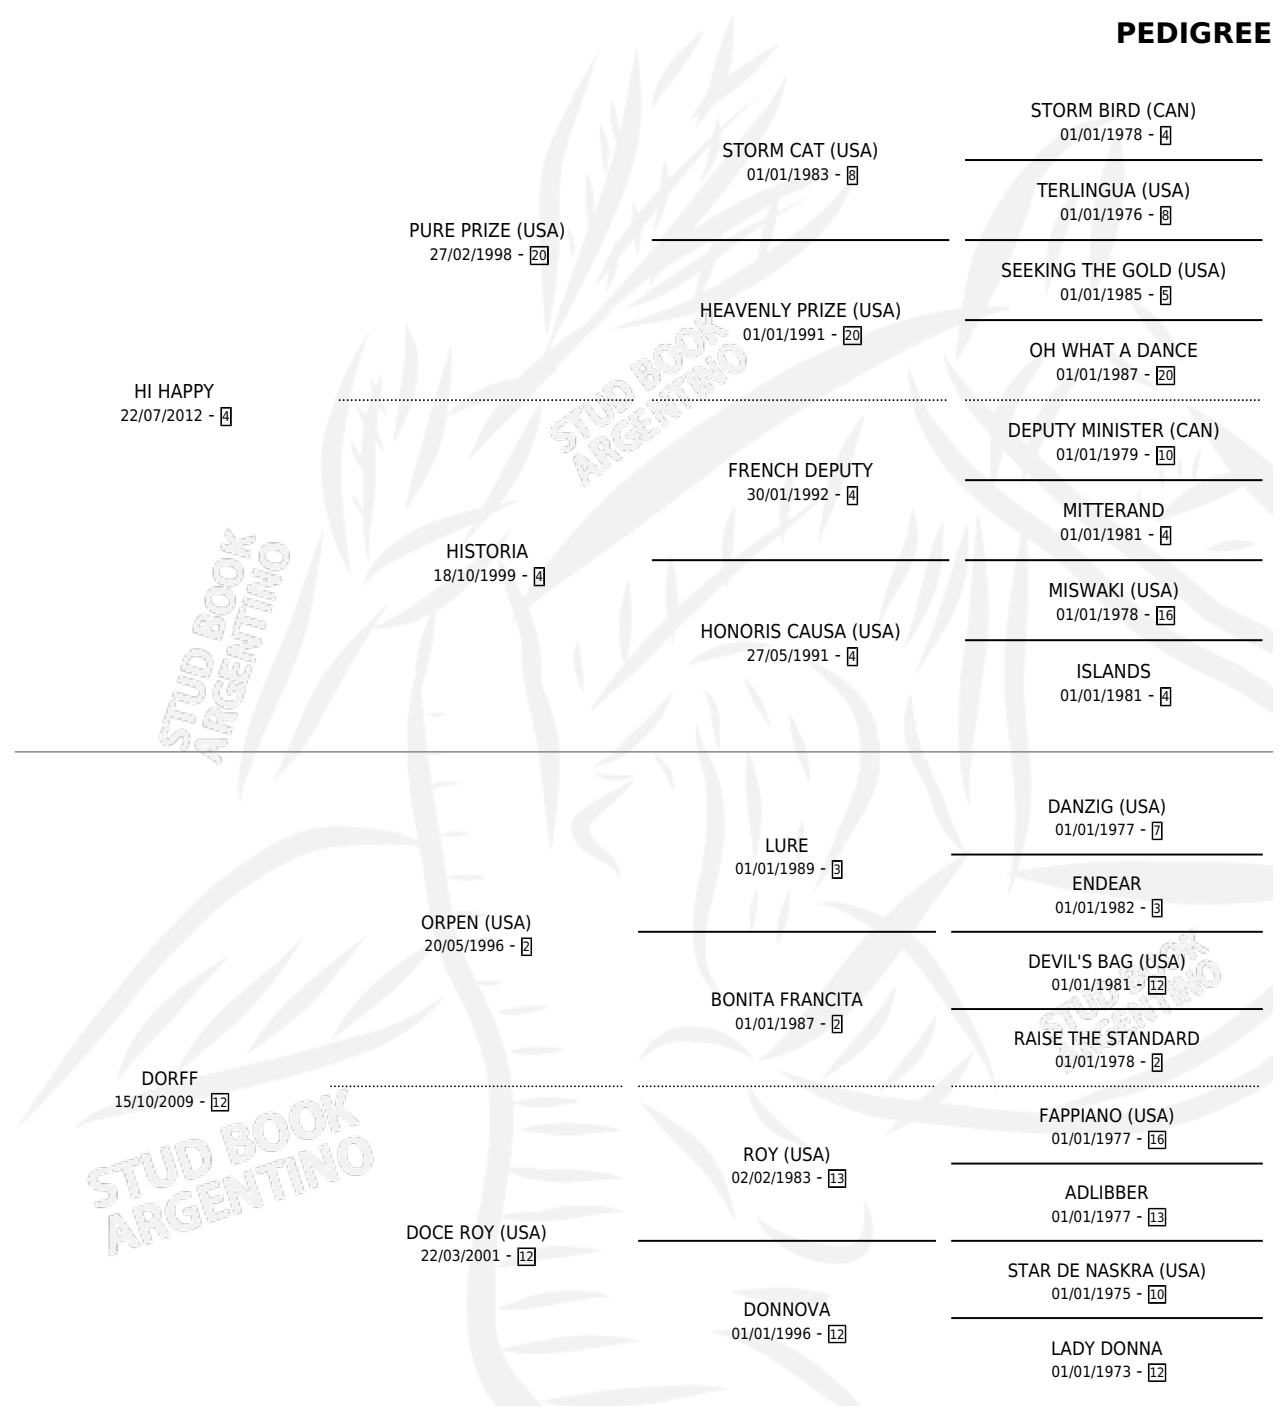 PEDIGREE
STORM BIRD (CAN)
01/01/1978 - 4
STORM CAT (USA)
01/01/1983 - 8
TERLINGUA (USA)
01/01/1976 - 8
PURE PRIZE (USA)
27/02/1998 - 20
SEEKING THE GOLD (USA)
01/01/1985 - 5
HEAVENLY PRIZE (USA)
01/01/1991 - 20
OH WHAT A DANCE
01/01/1987 - 20
HI HAPPY
22/07/2012 - 4
DEPUTY MINISTER (CAN)
01/01/1979 - 10
FRENCH DEPUTY
30/01/1992 - 4
MITTERAND
01/01/1981 - 4
HISTORIA
18/10/1999 - 4
MISWAKI (USA)
01/01/1978 - 16
HONORIS CAUSA (USA)
27/05/1991 - 4
ISLANDS
01/01/1981 - 4
DANZIG (USA)
01/01/1977 - 7
LURE
01/01/1989 - 3
ENDEAR
01/01/1982 - 3
ORPEN (USA)
20/05/1996 - 2
DEVIL'S BAG (USA)
01/01/1981 - 12
BONITA FRANCITA
01/01/1987 - 2
RAISE THE STANDARD
01/01/1978 - 2
DORFF
15/10/2009 - 12
FAPPIANO (USA)
01/01/1977 - 16
ROY (USA)
02/02/1983 - 13
ADLIBBER
01/01/1977 - 13
DOCE ROY (USA)
22/03/2001 - 12
STAR DE NASKRA (USA)
01/01/1975 - 10
DONNOVA
01/01/1996 - 12
LADY DONNA
01/01/1973 - 12
STUD BOOK
ARGENTINO
STUD BOOK
ARGENTINO
STUD BOOK
ARGENTINO
STUD BOOK
ARGENTINO